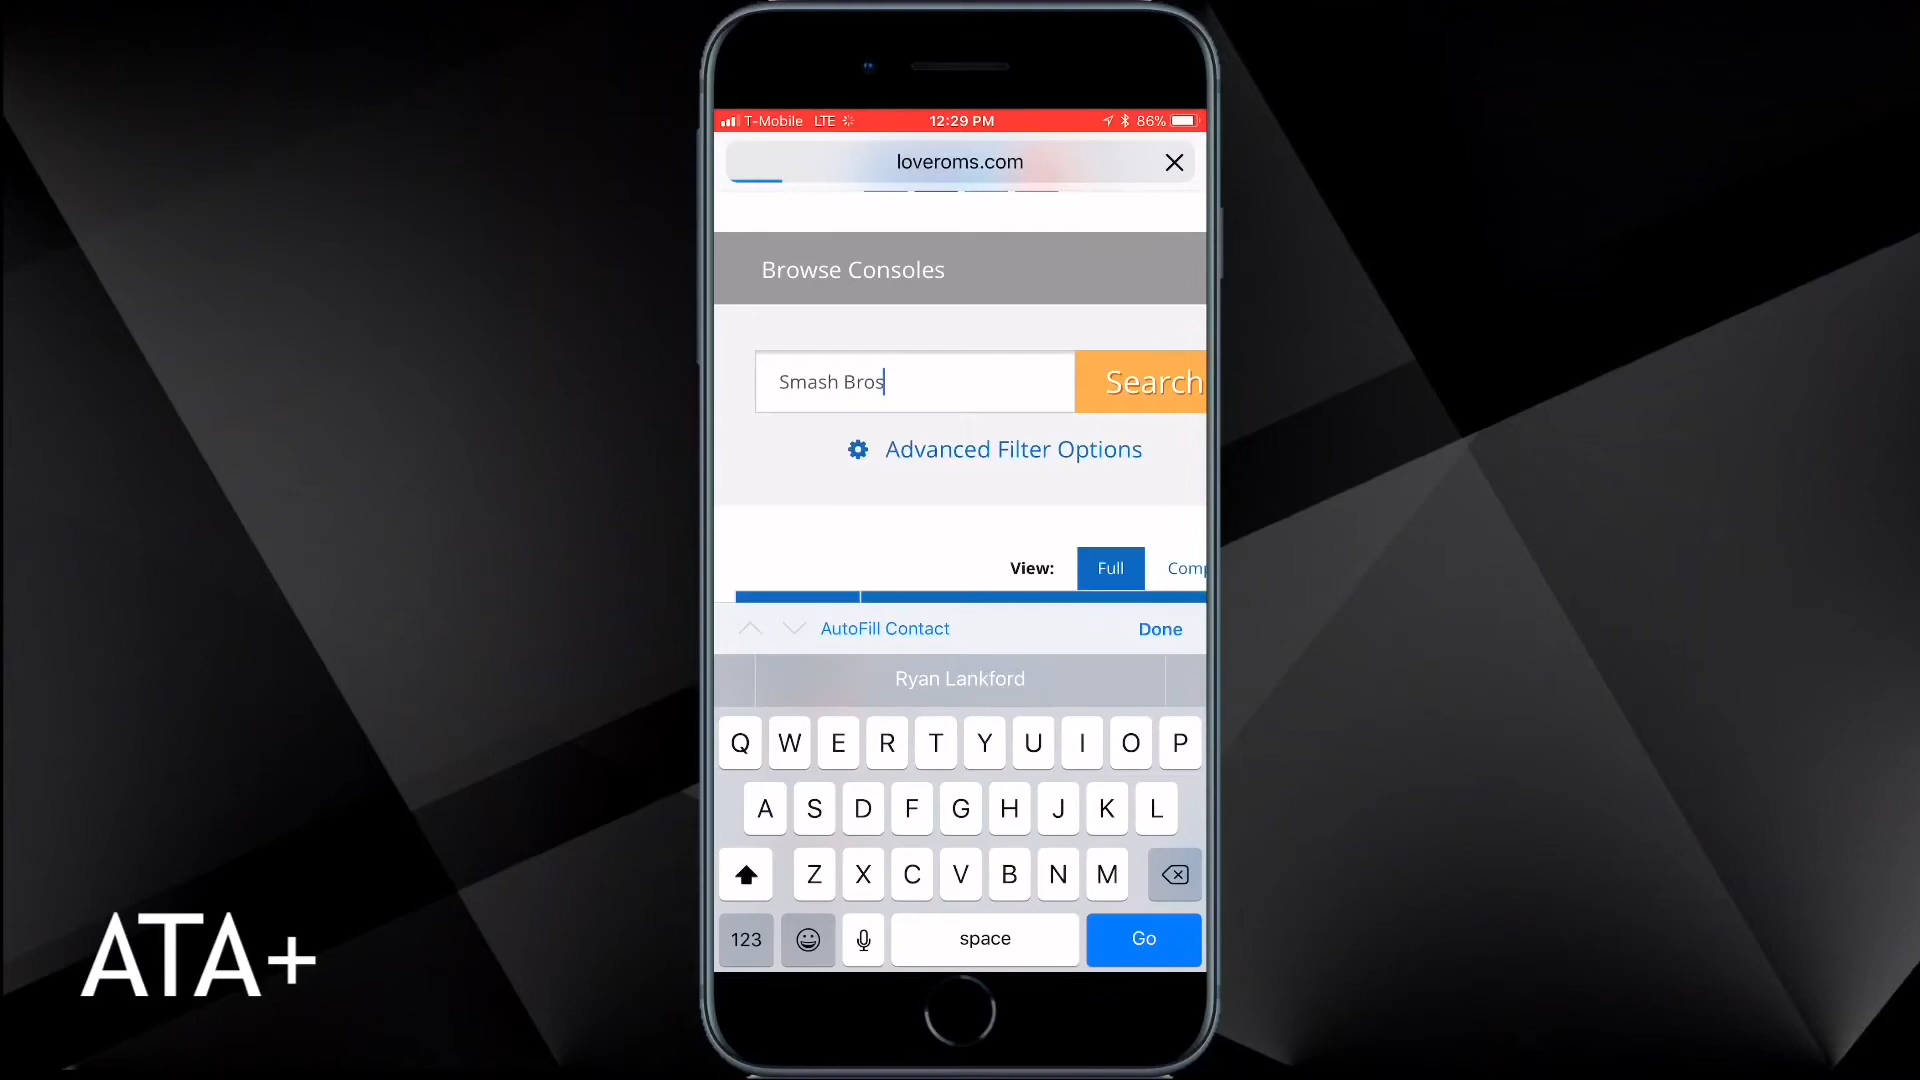 T-Mobile LTE 12:29 PM 86%
loveroms.com
Browse Consoles
Smash Bros Search
Advanced Filter Options
View: Full
AutoFill Contact Done
Ryan Lankford
Q W E R T Y U I O P
A S D F G H J K L
Z X C V B N M
123 space Go
ATA+